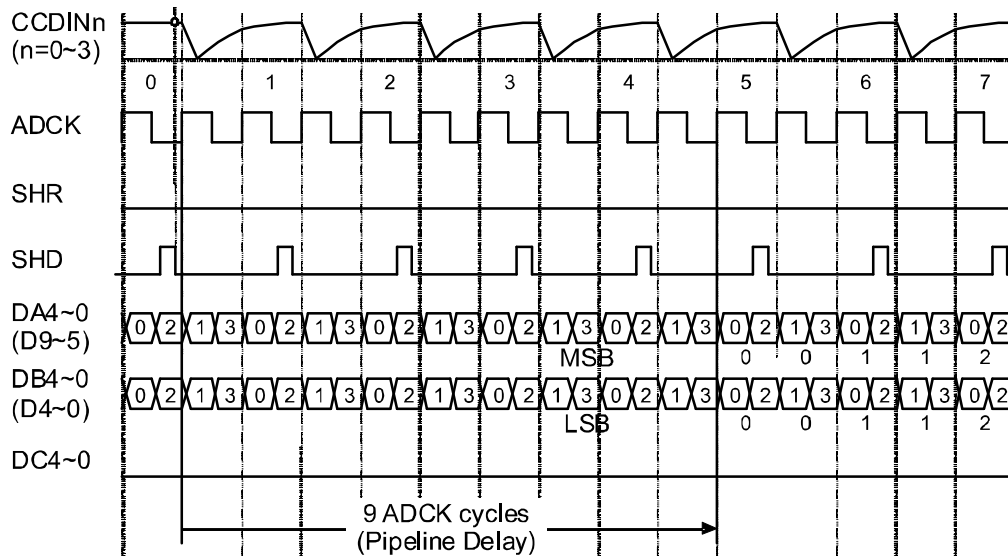 CCDINn
(n=0~3)
0 1 2 3 4 5 6 7
ADCK
SHR
SHD
DA4~0
(D9~5)
0 2 1 3 0 2 1 3 0 2 1 3 0 2 1 3 0 2 1 3 0 2 1 3 0 2 1 3 0 2
MSB 0 0 1 1 2
DB4~0
(D4~0)
0 2 1 3 0 2 1 3 0 2 1 3 0 2 1 3 0 2 1 3 0 2 1 3 0 2 1 3 0 2
LSB 0 0 1 1 2
DC4~0
9 ADCK cycles
(Pipeline Delay)